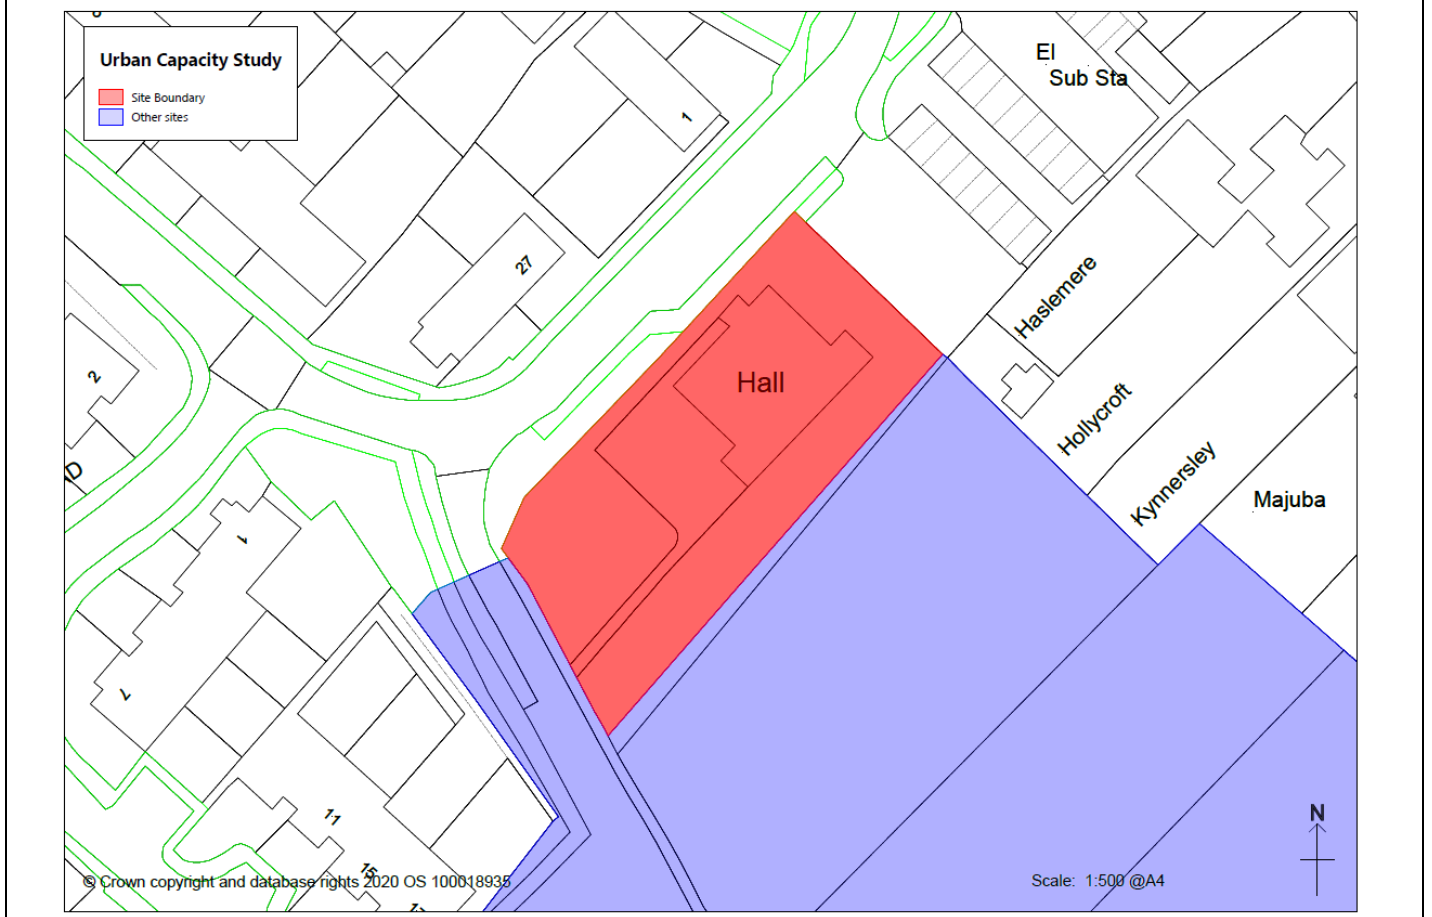 Urban Capacity Study
Site Boundary
Other sites
El
Sub Sta
1
27
2
Haslemere
Hall
Hollycroft
Kynnersley
Majuba
1
7
11
15
N
© Crown copyright and database rights 2020 OS 100018935
Scale: 1:500 @A4